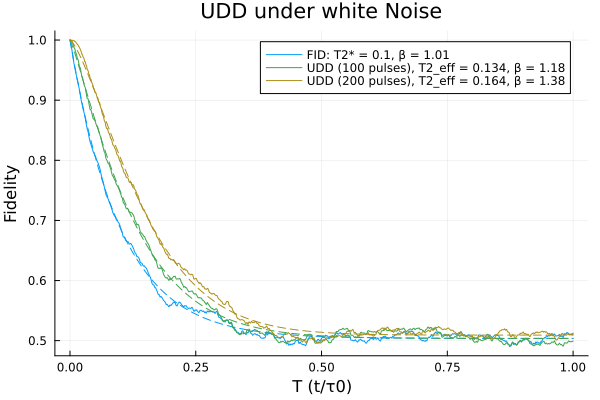 UDD under white Noise
FID: T2* = 0.1, β = 1.01
UDD (100 pulses), T2_eff = 0.134, β = 1.18
UDD (200 pulses), T2_eff = 0.164, β = 1.38
Fidelity
1.0
0.9
0.8
0.7
0.6
0.5
0.00
0.25
0.50
0.75
1.00
T (t/τ0)